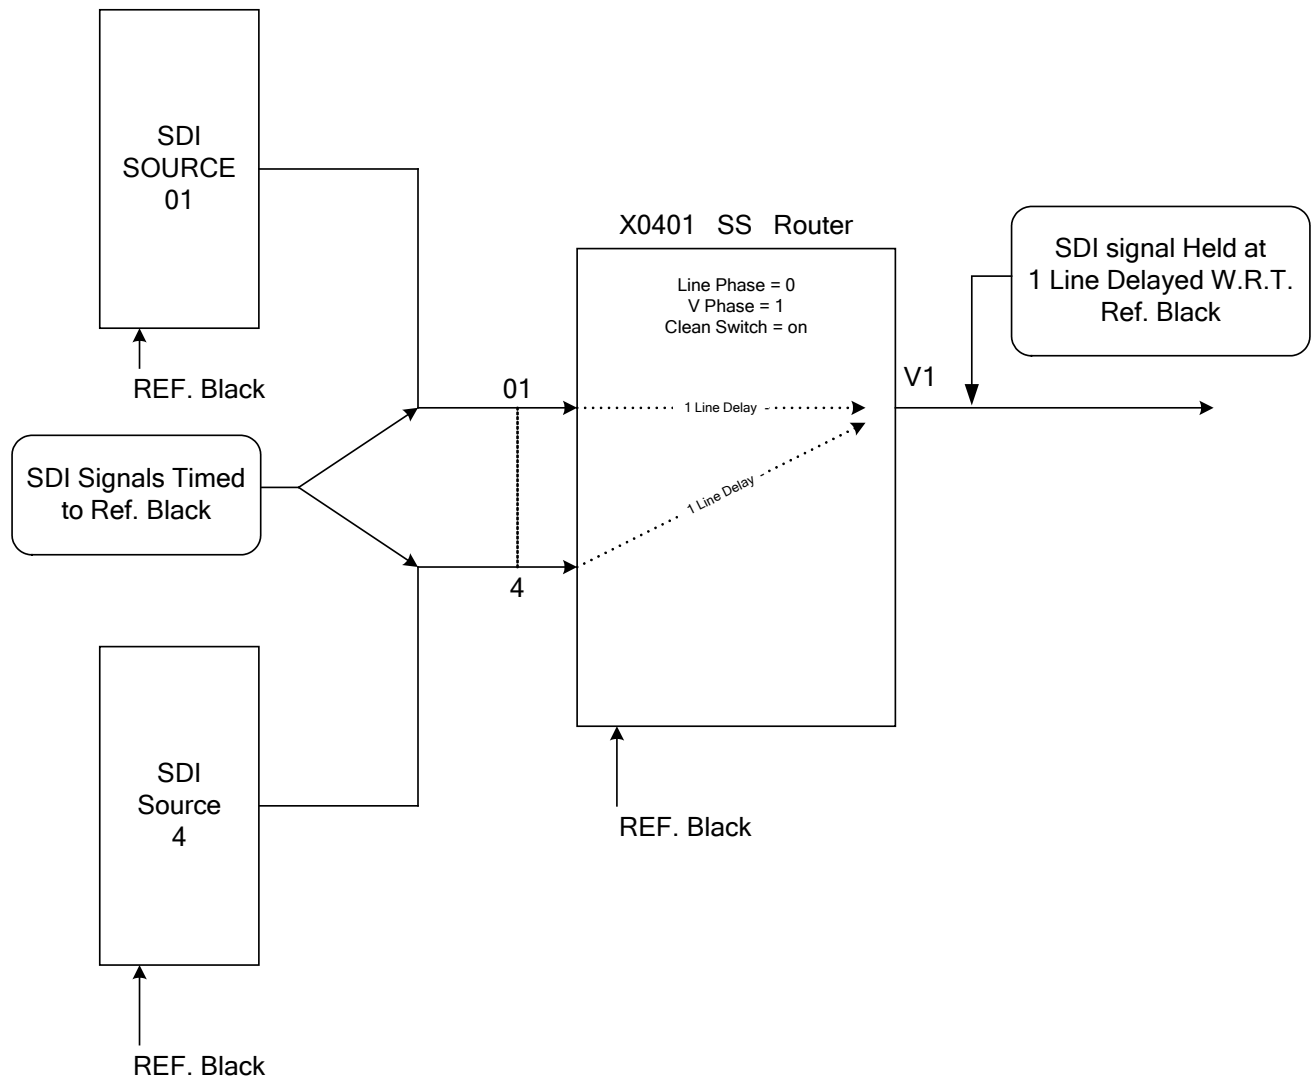 SDI
SOURCE
01
REF. Black
SDI Signals Timed
to Ref. Black
01
4
X0401 SS Router
Line Phase = 0
V Phase = 1
Clean Switch = on
1 Line Delay
1 Line Delay
V1
SDI signal Held at
1 Line Delayed W.R.T.
Ref. Black
SDI
Source
4
REF. Black
REF. Black